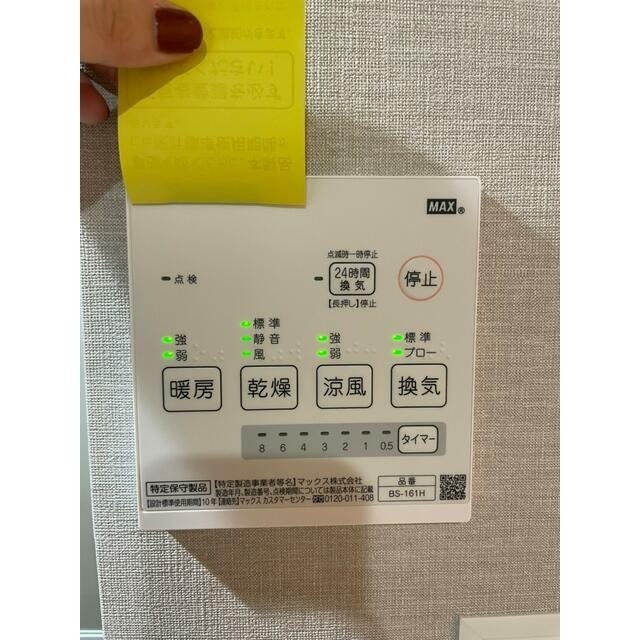 MAX®
点検
点滅時一時停止
24時間
換気
【長押し】停止
停止
強
弱
標準
静音
風
強
弱
標準
ブロー
暖房
乾燥
涼風
換気
8 6 4 3 2 1 0.5
タイマー
特定保守製品
【特定製造事業者等名】マックス株式会社
製造年月、製造番号、点検期間については製品本体に記載
【設計標準使用期間】10年【連絡先】マックス カスタマーセンター 0120-011-408
品番
BS-161H